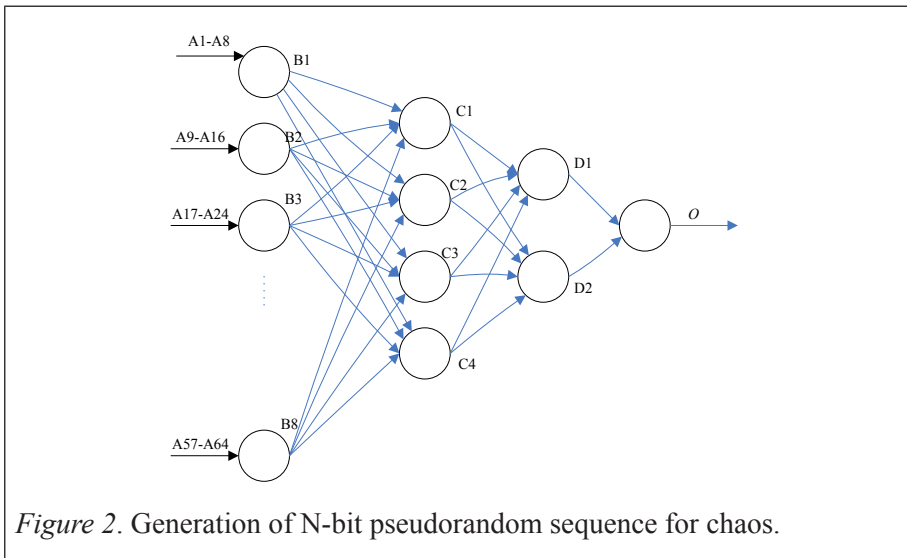 A1-A8
B1
C1
A9-A16
B2
D1
C2
B3
A17-A24
O
C3
D2
C4
B8
A57-A64
Figure 2. Generation of N-bit pseudorandom sequence for chaos.